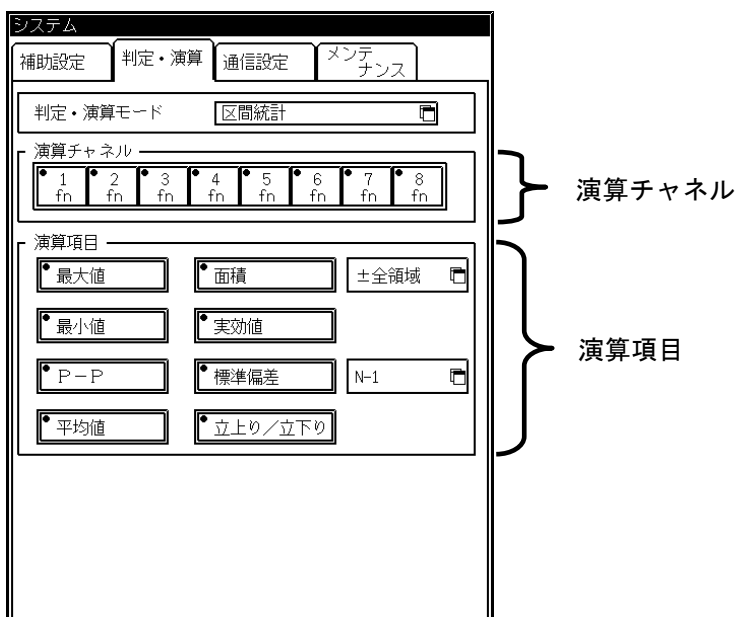 システム
補助設定 判定・演算 通信設定 メンテ
ナンス
判定・演算モード 区間統計
演算チャネル
1 2 3 4 5 6 7 8
fn fn fn fn fn fn fn fn
演算チャネル
演算項目
最大値 面積 ±全領域
最小値 実効値
演算項目
P-P 標準偏差 N-1
平均値 立上り/立下り